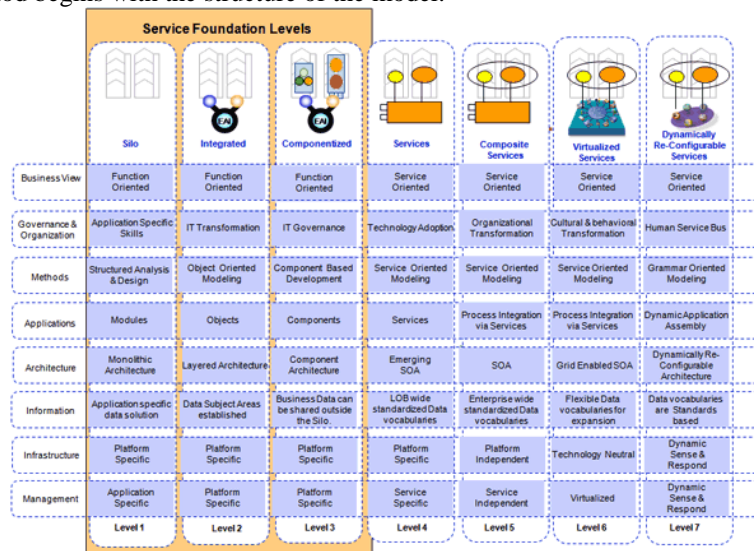 od begins with the structure of the model.
Service Foundation Levels
EAI EAI
Silo Integrated Componentized Services Composite Services Virtualized Services Dynamically Re-Configurable Services
Business View Function Oriented Function Oriented Function Oriented Service Oriented Service Oriented Service Oriented Service Oriented
Governance & Organization Application Specific Skills IT Transformation IT Governance Technology Adoption Organizational Transformation Cultural & behavioral Transformation Human Service Bus
Methods Structured Analysis & Design Object Oriented Modeling Component Based Development Service Oriented Modeling Service Oriented Modeling Service Oriented Modeling Grammar Oriented Modeling
Applications Modules Objects Components Services Process Integration via Services Process Integration via Services Dynamic Application Assembly
Architecture Monolithic Architecture Layered Architecture Component Architecture Emerging SOA SOA Grid Enabled SOA Dynamically Re-Configurable Architecture
Information Application specific data solution Data Subject Areas established Business Data can be shared outside the Silo. LOB wide standardized Data vocabularies Enterprise wide standardized Data vocabularies Flexible Data vocabularies for expansion Data vocabularies are Standards based
Infrastructure Platform Specific Platform Specific Platform Specific Platform Specific Platform Independent Technology Neutral Dynamic Sense & Respond
Management Application Specific Platform Specific Platform Specific Service Specific Service Independent Virtualized Dynamic Sense & Respond
Level 1 Level 2 Level 3 Level 4 Level 5 Level 6 Level 7